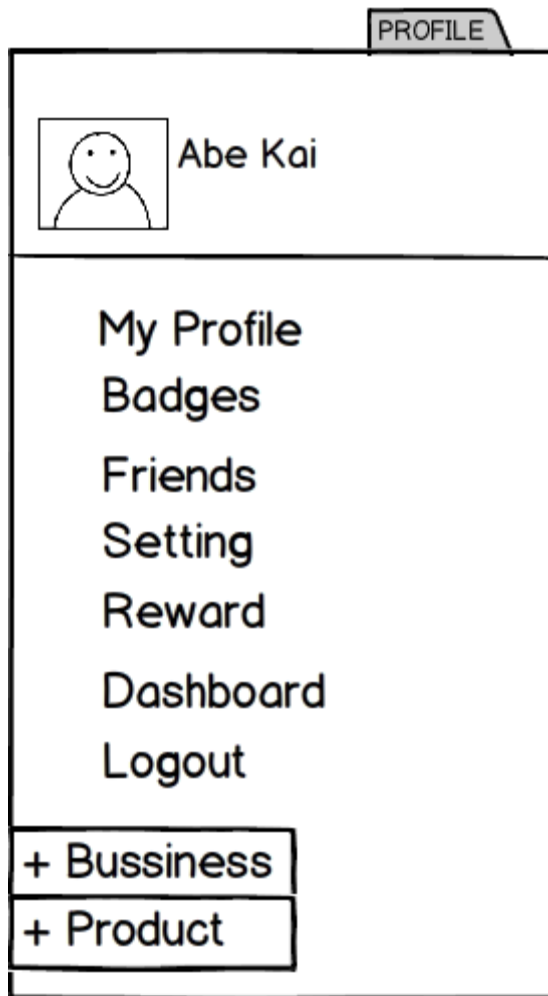 PROFILE
Abe Kai
My Profile
Badges
Friends
Setting
Reward
Dashboard
Logout
+ Bussiness
+ Product